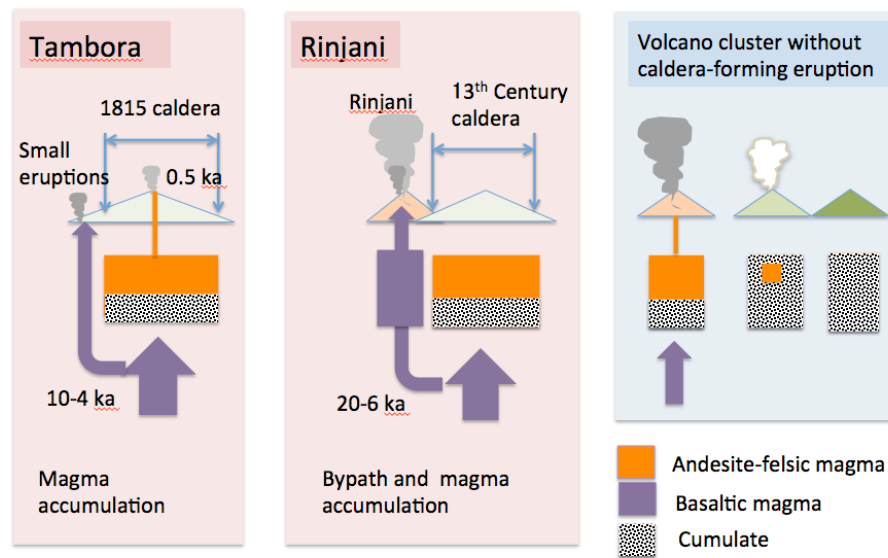 Tambora
1815 caldera
Small
eruptions
0.5 ka
10-4 ka
Magma
accumulation
Rinjani
Rinjani
13th Century
caldera
20-6 ka
Bypath and magma
accumulation
Volcano cluster without
caldera-forming eruption
Andesite-felsic magma
Basaltic magma
Cumulate